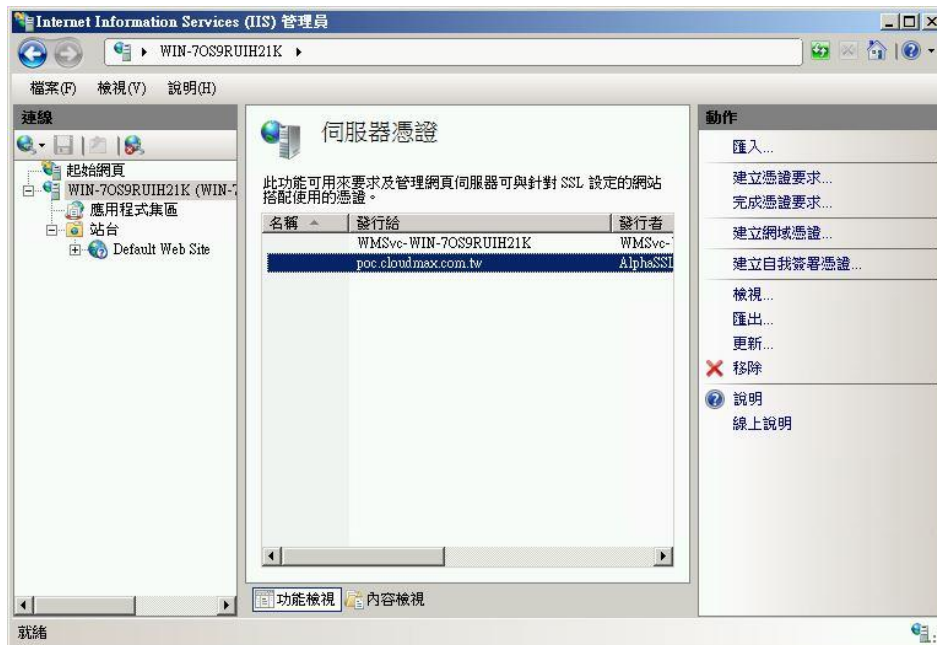 Internet Information Services (IIS) 管理員
WIN-7OS9RUIH21K
檔案(F) 檢視(V) 說明(H)
連線
起始網頁
WIN-7OS9RUIH21K (WIN-7
應用程式集區
站台
Default Web Site
伺服器憑證
此功能可用來要求及管理網頁伺服器可與針對 SSL 設定的網站
搭配使用的憑證。
名稱 發行給 發行者
WMSvc-WIN-7OS9RUIH21K WMSvc-
poc.cloudmax.com.tw AlphaSSL
功能檢視 內容檢視
動作
匯入...
建立憑證要求...
完成憑證要求...
建立網域憑證...
建立自我簽署憑證...
檢視...
匯出...
更新...
移除
說明
線上說明
就緒